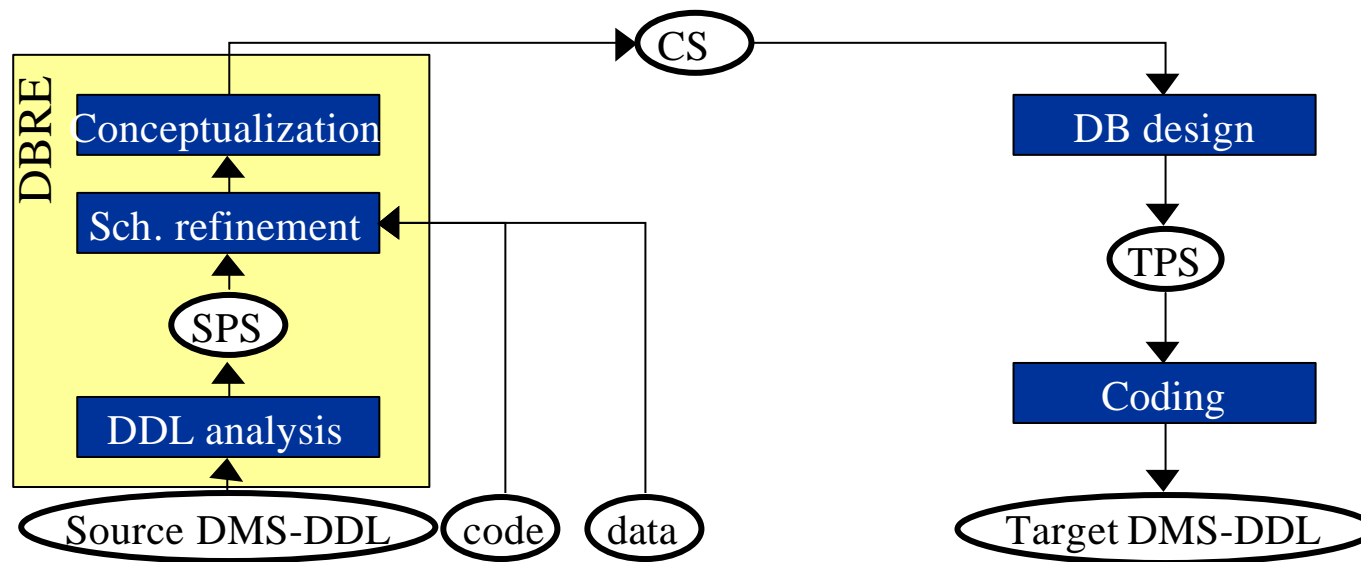 CS
DBRE
Conceptualization
DB design
Sch. refinement
TPS
SPS
Coding
DDL analysis
Source DMS-DDL
code
data
Target DMS-DDL